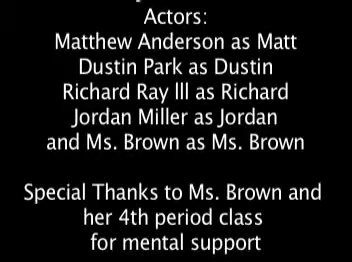 Actors:
Matthew Anderson as Matt
Dustin Park as Dustin
Richard Ray lll as Richard
Jordan Miller as Jordan
and Ms. Brown as Ms. Brown
Special Thanks to Ms. Brown and
her 4th period class
for mental support